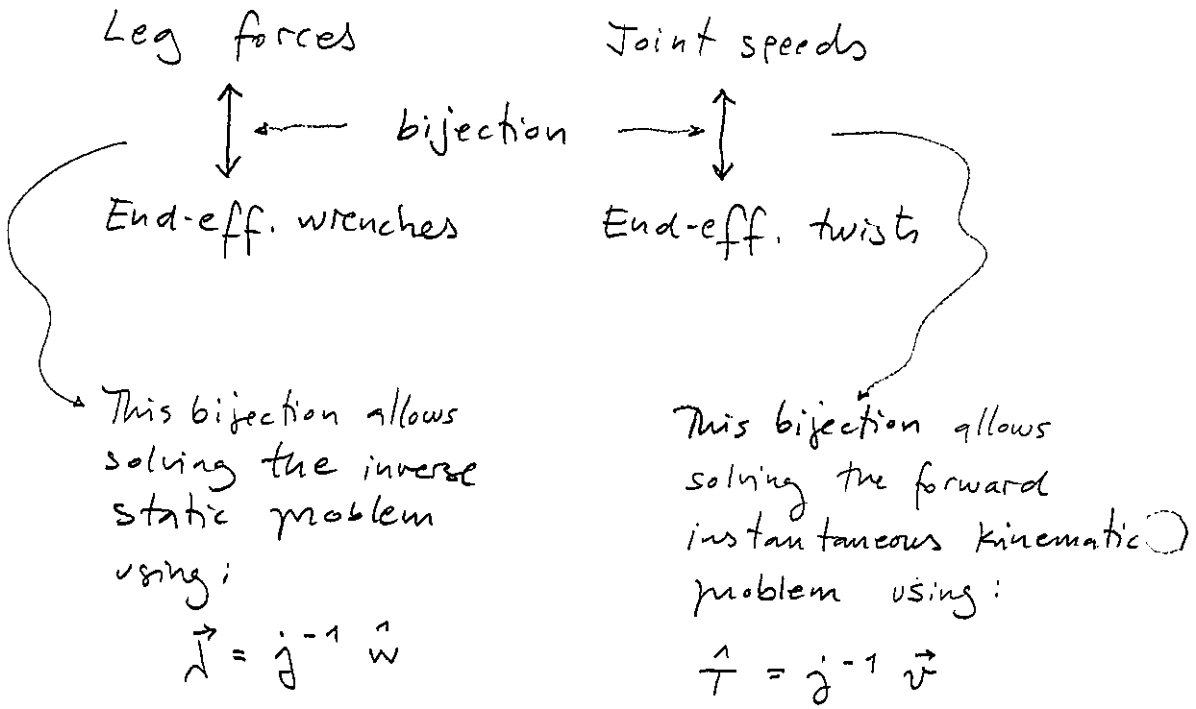 Leg forces
Joint speeds
bijection
End-eff. wrenches
End-eff. twists
This bijection allows
solving the inverse
static problem
using:
λ⃗ = j⁻¹ ŵ
This bijection allows
solving the forward
instantaneous kinematic
problem using:
T̂ = j⁻¹ v⃗